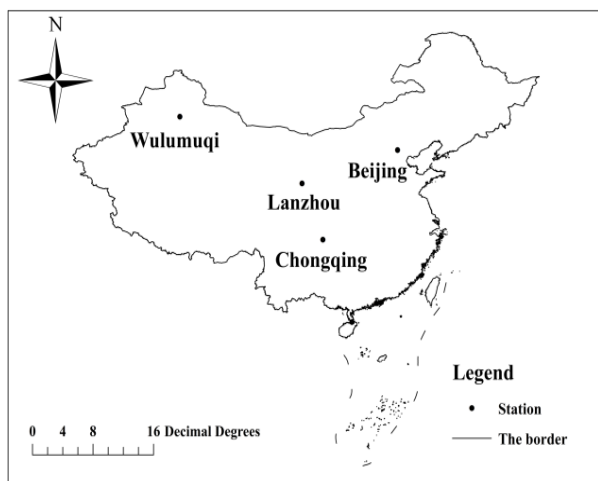 N
Wulumuqi
Beijing
Lanzhou
Chongqing
Legend
Station
The border
0 4 8 16 Decimal Degrees